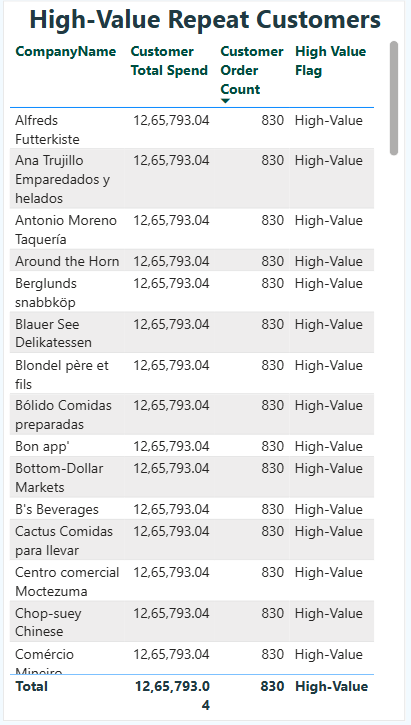 High-Value Repeat Customers
CompanyName Customer Total Spend Customer Order Count High Value Flag
Alfreds Futterkiste 12,65,793.04 830 High-Value
Ana Trujillo Emparedados y helados 12,65,793.04 830 High-Value
Antonio Moreno Taquería 12,65,793.04 830 High-Value
Around the Horn 12,65,793.04 830 High-Value
Berglunds snabbköp 12,65,793.04 830 High-Value
Blauer See Delikatessen 12,65,793.04 830 High-Value
Blondel père et fils 12,65,793.04 830 High-Value
Bólido Comidas preparadas 12,65,793.04 830 High-Value
Bon app' 12,65,793.04 830 High-Value
Bottom-Dollar Markets 12,65,793.04 830 High-Value
B's Beverages 12,65,793.04 830 High-Value
Cactus Comidas para llevar 12,65,793.04 830 High-Value
Centro comercial Moctezuma 12,65,793.04 830 High-Value
Chop-suey Chinese 12,65,793.04 830 High-Value
Comércio Mineiro 12,65,793.04 830 High-Value
Total 12,65,793.04 830 High-Value